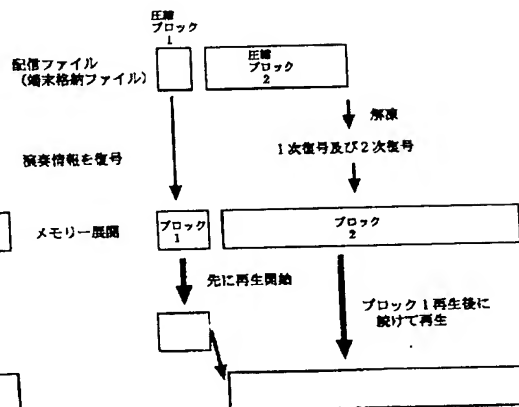 圧縮
ブロック
1
配信ファイル
(端末格納ファイル)
圧縮
ブロック
2
解凍
演奏情報を復号
1次復号及び2次復号
メモリー展開
ブロック
1
ブロック
2
先に再生開始
ブロック1再生後に
続けて再生